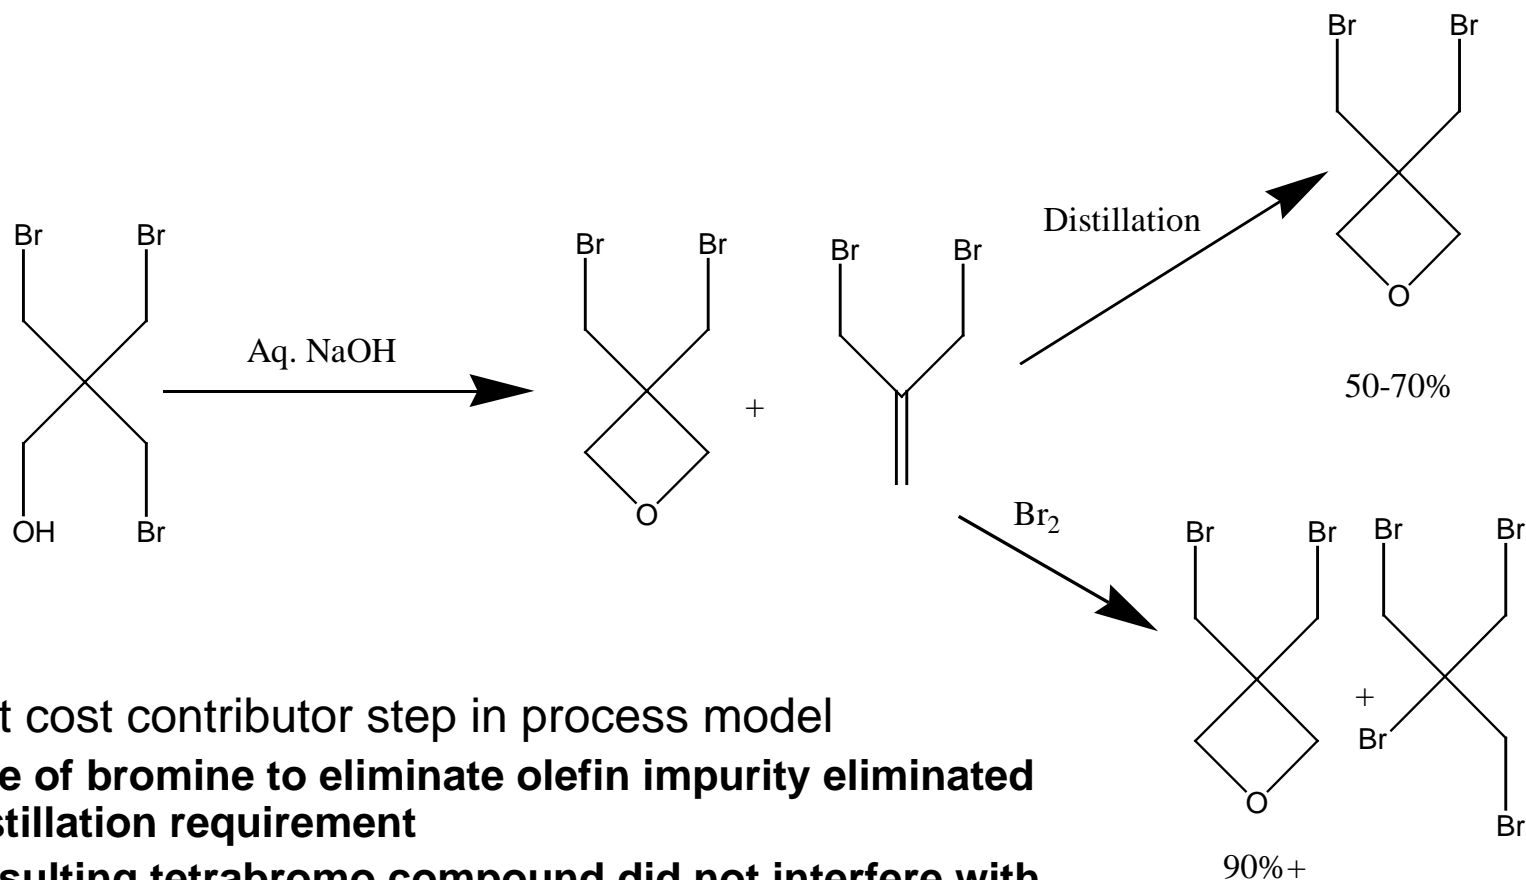 Br Br
Br Br
Aq. NaOH
OH Br
Br Br
+
O
Br Br
Distillation
Br Br
O
50-70%
Br₂
Br Br
O
+
Br Br
Br
Br
90%+
t cost contributor step in process model
e of bromine to eliminate olefin impurity eliminated
stillation requirement
sulting tetrabromo compound did not interfere with